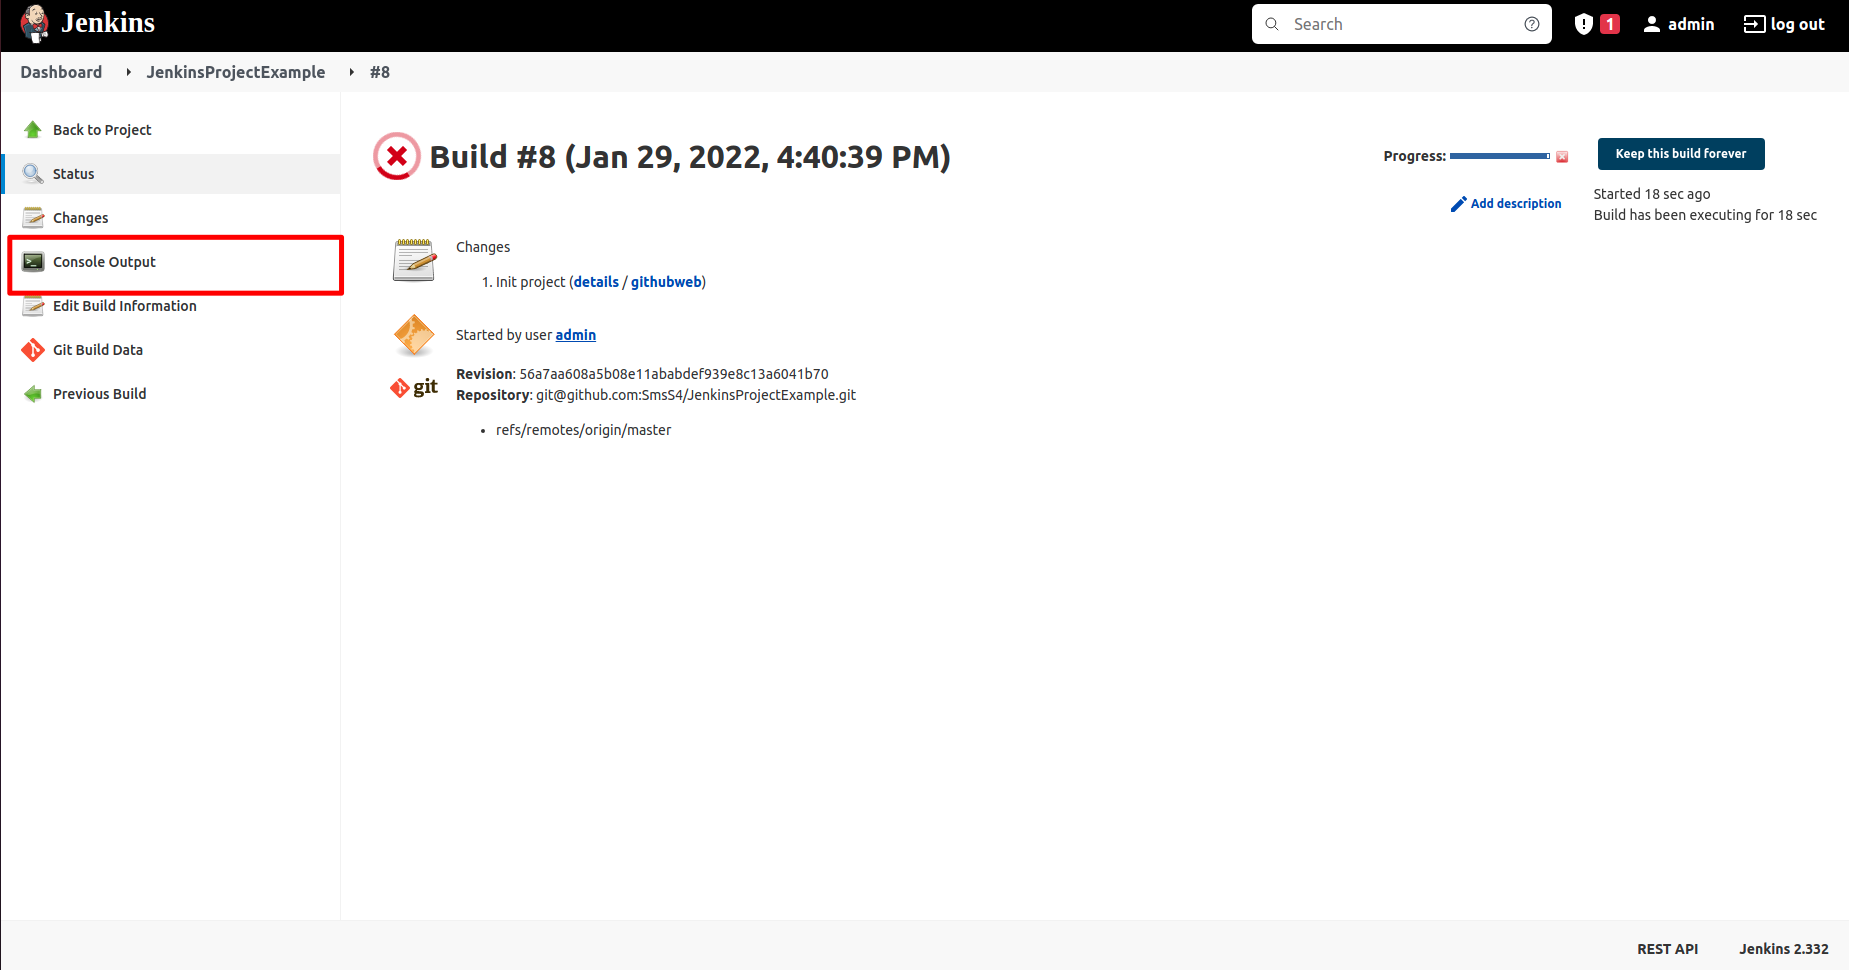 Jenkins
Search
1
admin
log out
Dashboard
JenkinsProjectExample
#8
Back to Project
Status
Changes
Console Output
Edit Build Information
Git Build Data
Previous Build
Build #8 (Jan 29, 2022, 4:40:39 PM)
Progress:
Keep this build forever
Add description
Started 18 sec ago
Build has been executing for 18 sec
Changes
1. Init project (details / githubweb)
Started by user admin
git
Revision: 56a7aa608a5b08e11ababdef939e8c13a6041b70
Repository: git@github.com:SmsS4/JenkinsProjectExample.git
• refs/remotes/origin/master
REST API
Jenkins 2.332